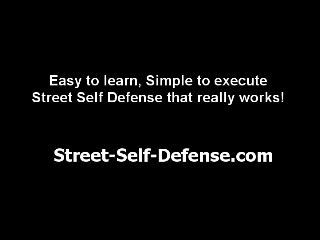 Easy to learn, Simple to execute
Street Self Defense that really works!
Street-Self-Defense.com